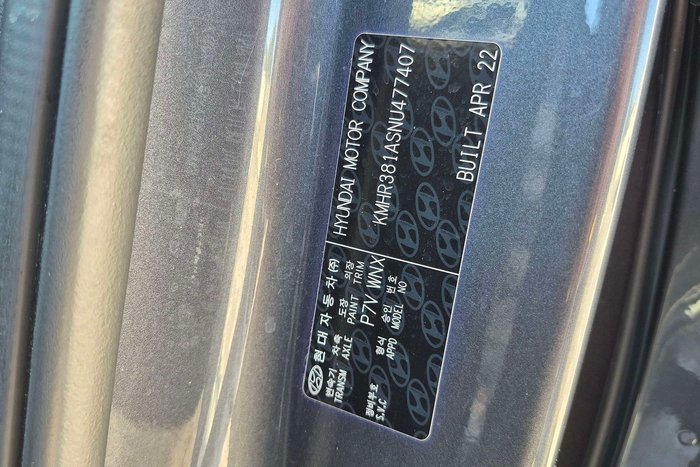 현대자동차㈜
HYUNDAI MOTOR COMPANY
변속기 차축 도장 의장
TRANSM AXLE PAINT TRIM
P7V WNX
KMHR381ASNU477407
정비부호 형식 승인 번호
S.V.C APPD MODEL NO
BUILT APR 22